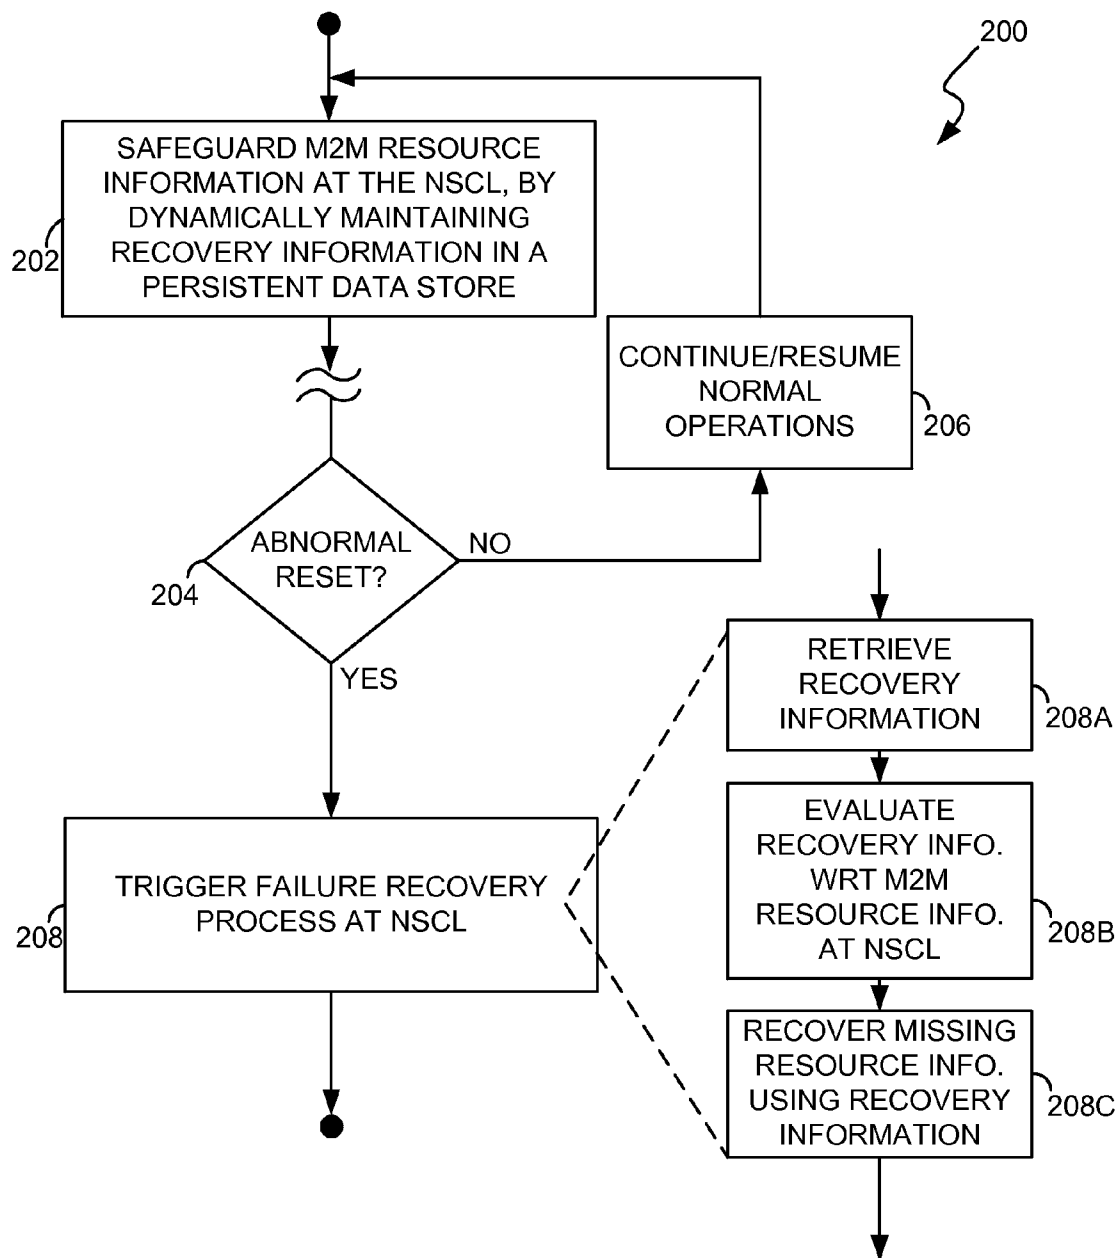 200
SAFEGUARD M2M RESOURCE
INFORMATION AT THE NSCL, BY
DYNAMICALLY MAINTAINING
RECOVERY INFORMATION IN A
PERSISTENT DATA STORE
202
CONTINUE/RESUME
NORMAL
OPERATIONS
206
ABNORMAL
RESET?
204
NO
YES
TRIGGER FAILURE RECOVERY
PROCESS AT NSCL
208
RETRIEVE
RECOVERY
INFORMATION
208A
EVALUATE
RECOVERY INFO.
WRT M2M
RESOURCE INFO.
AT NSCL
208B
RECOVER MISSING
RESOURCE INFO.
USING RECOVERY
INFORMATION
208C